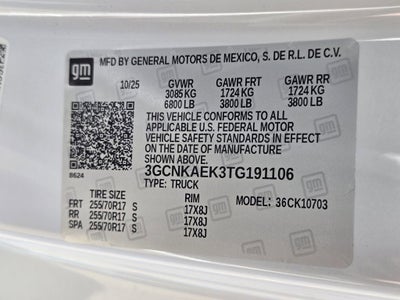 gm
MFD BY GENERAL MOTORS DE MEXICO, S. DE R.L. DE C.V.
10/25 GVWR GAWR FRT GAWR RR
3085 KG 1724 KG 1724 KG
6800 LB 3800 LB 3800 LB
THIS VEHICLE CONFORMS TO ALL
APPLICABLE U.S. FEDERAL MOTOR
VEHICLE SAFETY STANDARDS IN EFFECT
ON THE DATE OF MANUFACTURE
SHOWN ABOVE.
8624 3GCNKAEK3TG191106
TYPE: TRUCK
TIRE SIZE RIM MODEL: 36CK10703
FRT 255/70R17 S 17X8J
RR 255/70R17 S 17X8J
SPA 255/70R17 S 17X8J